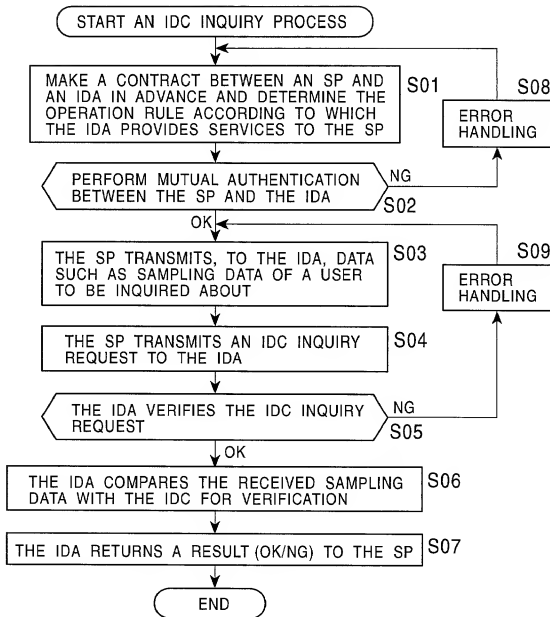 START AN IDC INQUIRY PROCESS
MAKE A CONTRACT BETWEEN AN SP AND
AN IDA IN ADVANCE AND DETERMINE THE
OPERATION RULE ACCORDING TO WHICH
THE IDA PROVIDES SERVICES TO THE SP
S01
S08
ERROR
HANDLING
PERFORM MUTUAL AUTHENTICATION
BETWEEN THE SP AND THE IDA
NG
S02
OK
THE SP TRANSMITS, TO THE IDA, DATA
SUCH AS SAMPLING DATA OF A USER
TO BE INQUIRED ABOUT
S03
S09
ERROR
HANDLING
THE SP TRANSMITS AN IDC INQUIRY
REQUEST TO THE IDA
S04
THE IDA VERIFIES THE IDC INQUIRY
REQUEST
NG
S05
OK
THE IDA COMPARES THE RECEIVED SAMPLING
DATA WITH THE IDC FOR VERIFICATION
S06
THE IDA RETURNS A RESULT (OK/NG) TO THE SP
S07
END